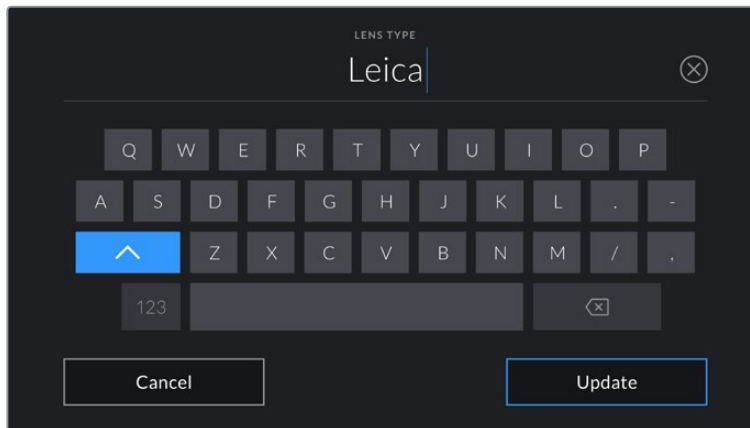 LENS TYPE
Leica
Q W E R T Y U I O P
A S D F G H J K L . -
Z X C V B N M / ,
123
Cancel Update